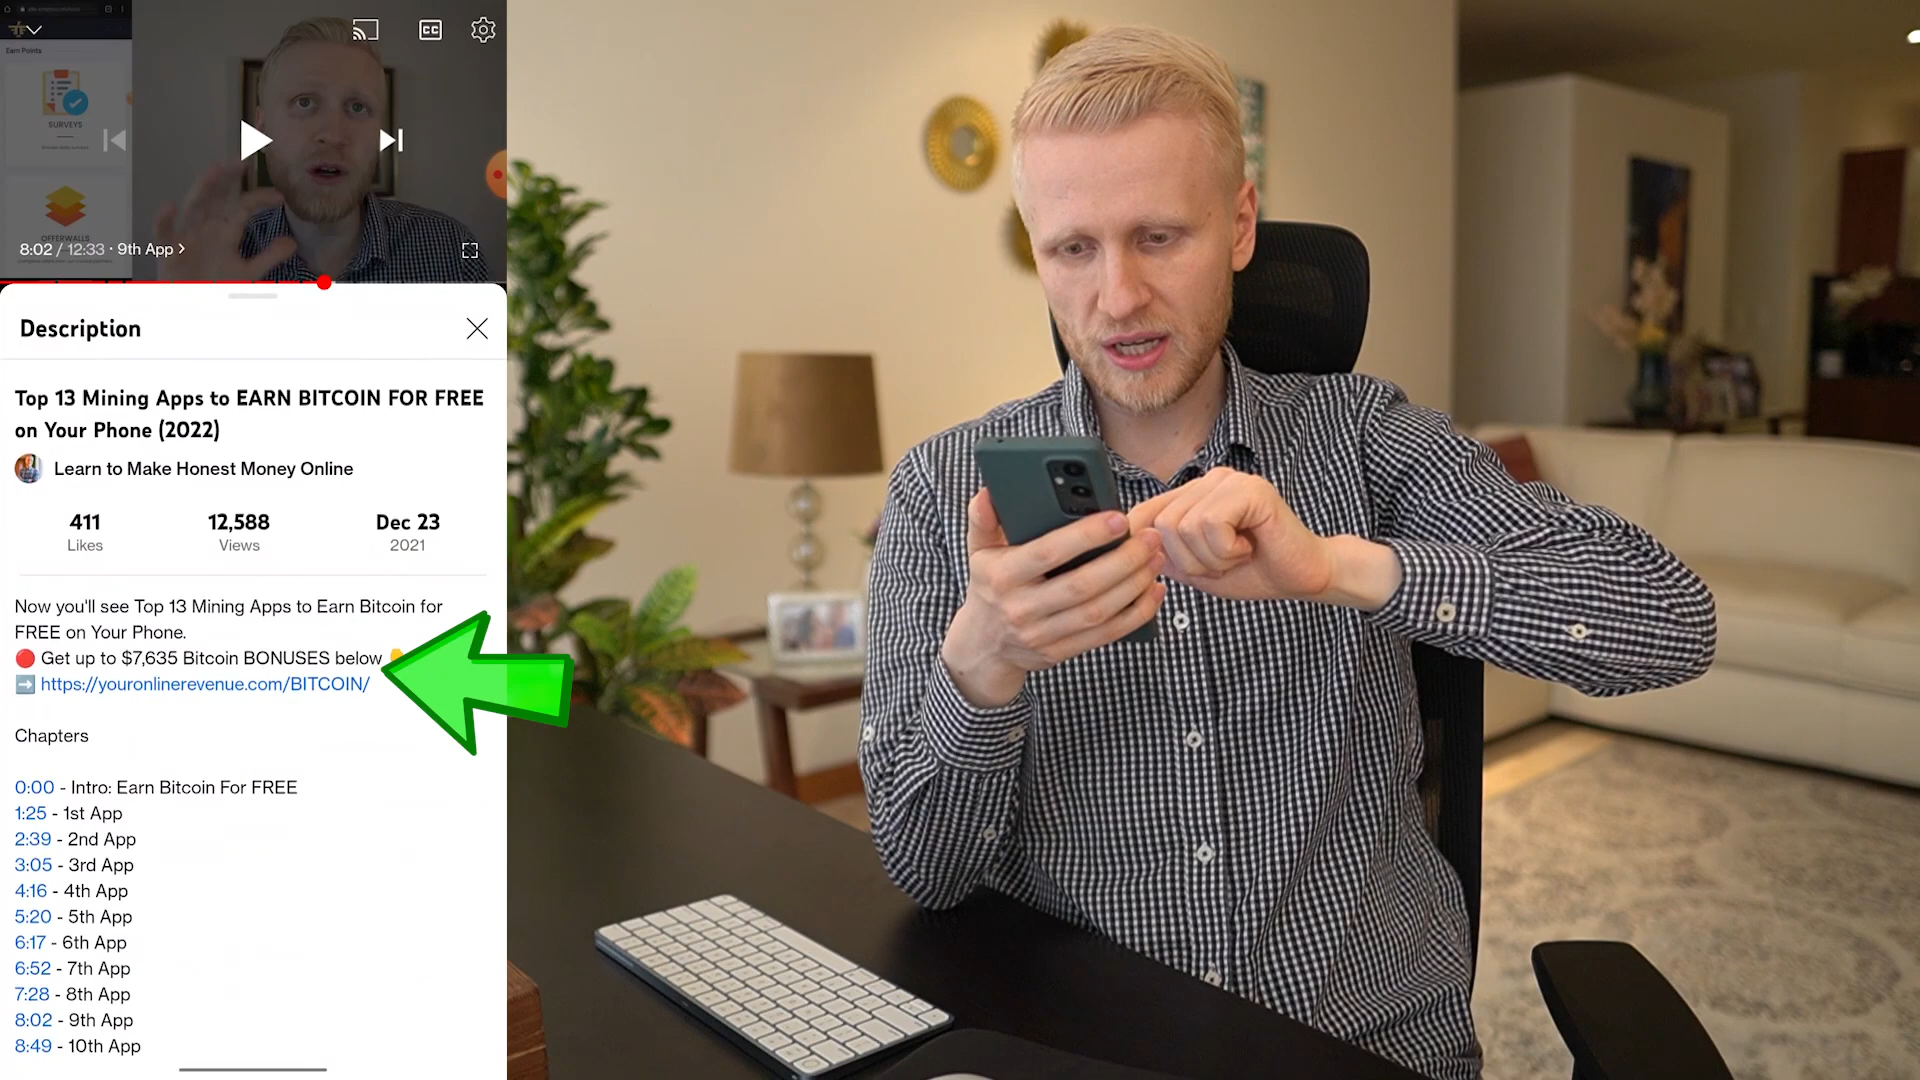 Earn Points
SURVEYS
OFFERWALLS
CC
8:02 / 12:33 · 9th App
Description
Top 13 Mining Apps to EARN BITCOIN FOR FREE
on Your Phone (2022)
Learn to Make Honest Money Online
411 12,588 Dec 23
Likes Views 2021
Now you'll see Top 13 Mining Apps to Earn Bitcoin for
FREE on Your Phone.
🔴 Get up to $7,635 Bitcoin BONUSES below
➡️ https://youronlinerevenue.com/BITCOIN/
Chapters
0:00 - Intro: Earn Bitcoin For FREE
1:25 - 1st App
2:39 - 2nd App
3:05 - 3rd App
4:16 - 4th App
5:20 - 5th App
6:17 - 6th App
6:52 - 7th App
7:28 - 8th App
8:02 - 9th App
8:49 - 10th App